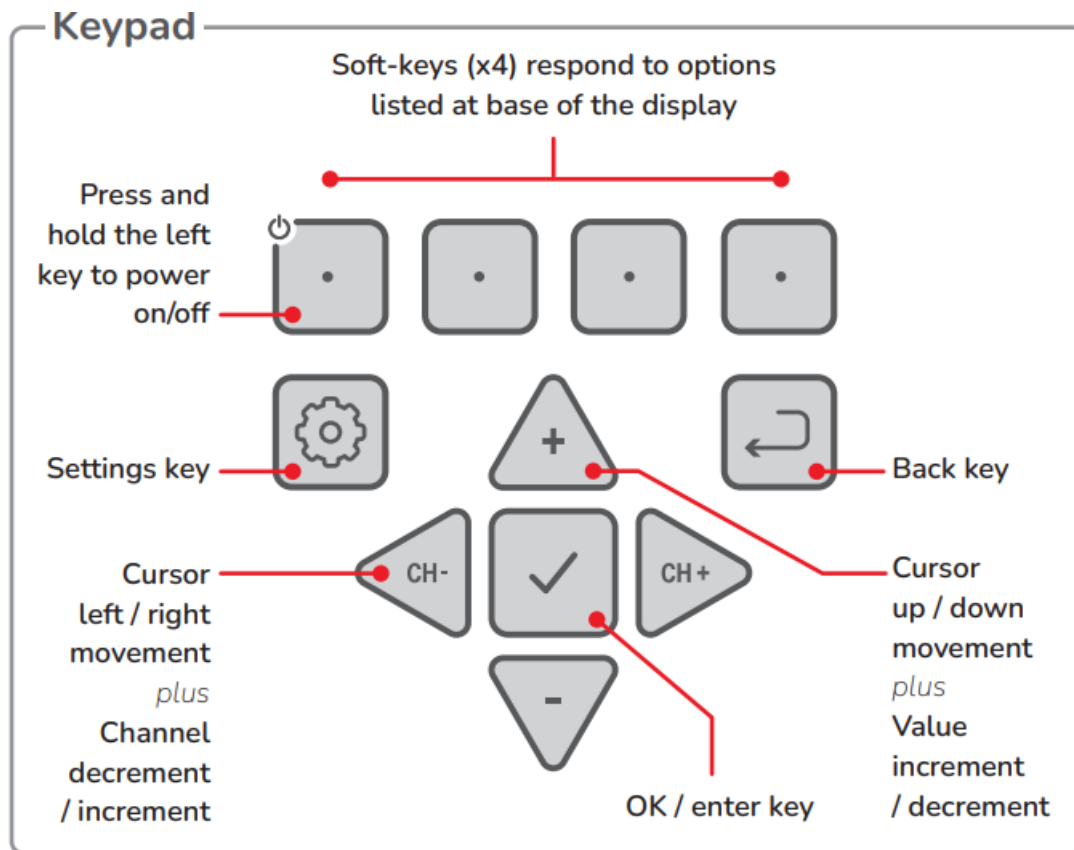 Keypad
Soft-keys (x4) respond to options
listed at base of the display
Press and
hold the left
key to power
on/off
+
Settings key
Back key
CH-
CH+
Cursor
left / right
movement
plus
Channel
decrement
/ increment
Cursor
up / down
movement
plus
Value
increment
/ decrement
-
OK / enter key